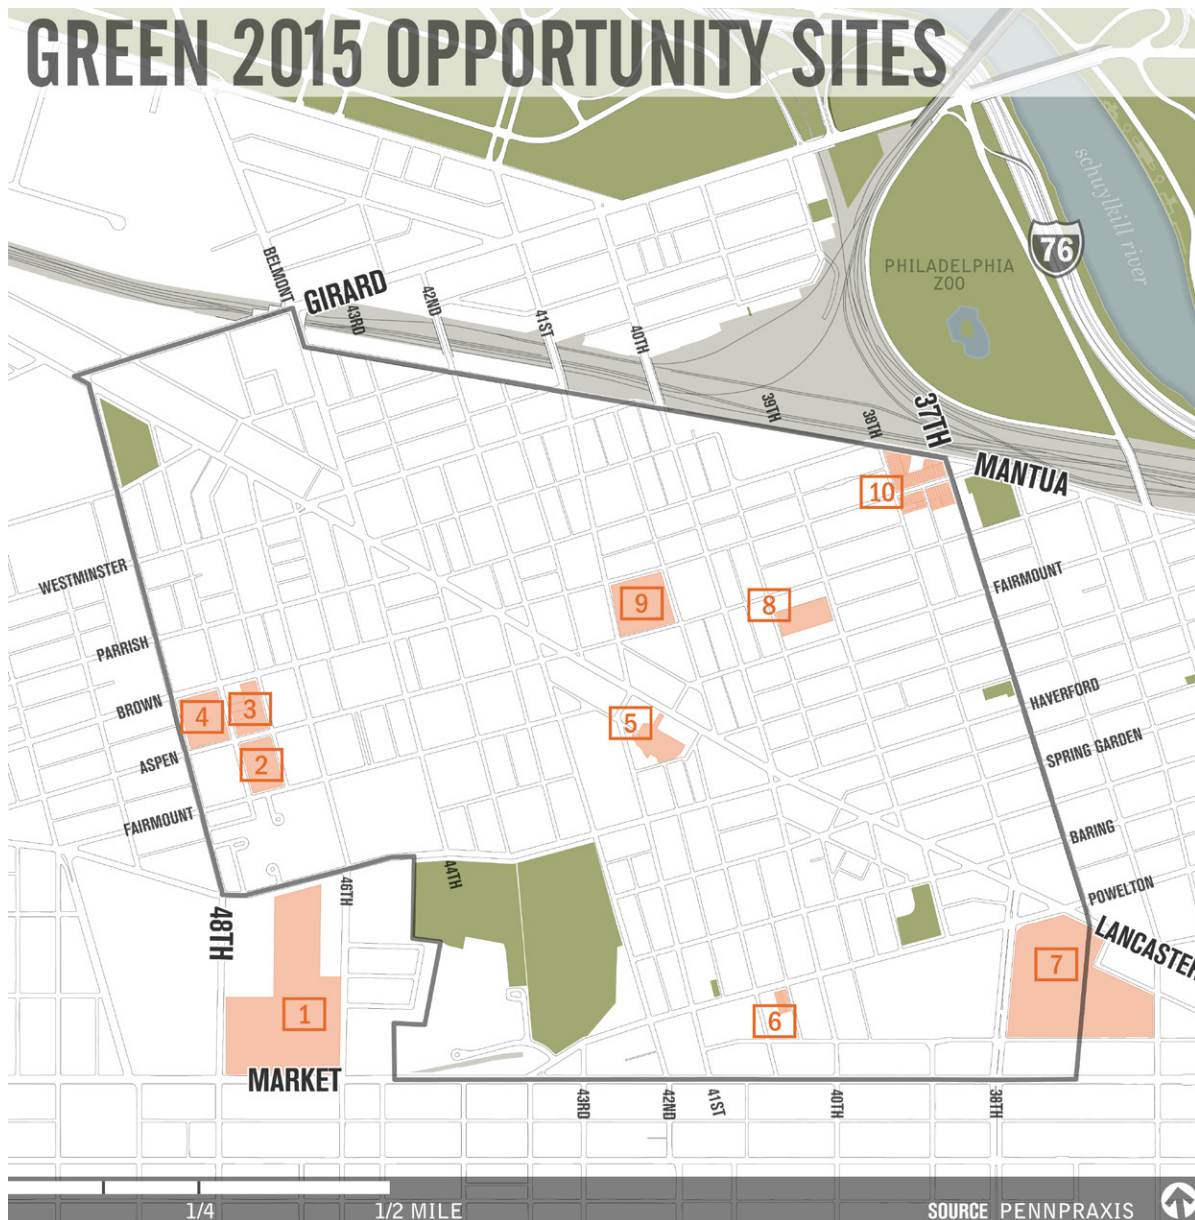 GREEN 2015 OPPORTUNITY SITES
schuylkill river
76
PHILADELPHIA
ZOO
BELMONT
GIRARD
43RD
42ND
41ST
40TH
39TH
38TH
37TH
MANTUA
10
WESTMINSTER
FAIRMOUNT
9
8
PARRISH
BROWN
4
3
5
HAVERFORD
ASPEN
2
SPRING GARDEN
FAIRMOUNT
BARING
44TH
46TH
POWELTON
48TH
LANCASTER
7
1
6
MARKET
43RD
42ND
41ST
40TH
38TH
1/4
1/2 MILE
SOURCE PENNPRAXIS